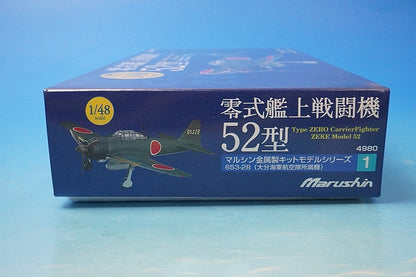 1/48
scale
零式艦上戦闘機
52型
Type ZERO CarrierFighter
ZEKE Model 52
4980
マルシン金属製キットモデルシリーズ
1
653-28（大分海軍航空隊所属機）
Marushin